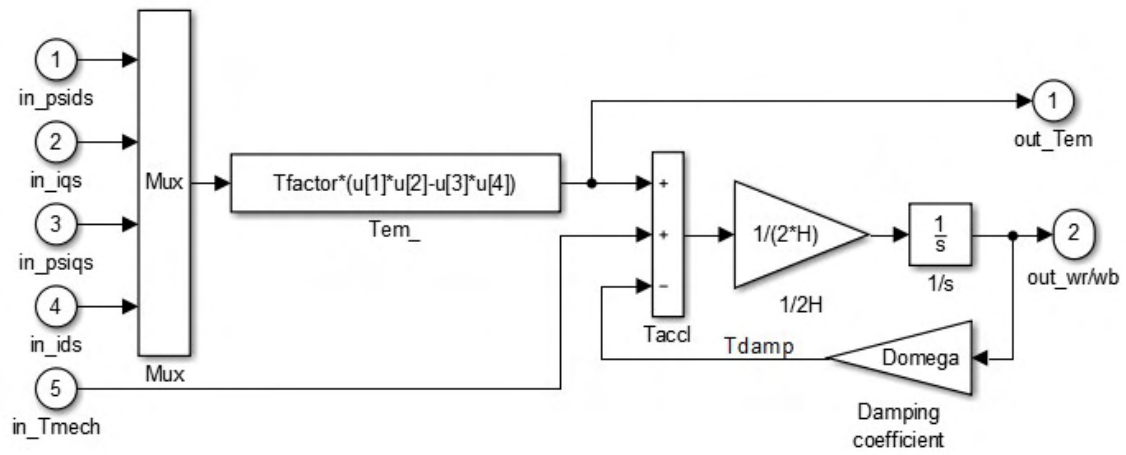 1
in_psids
2
in_iqs
3
in_psiqs
4
in_ids
5
in_Tmech
Mux
Mux
Tfactor*(u[1]*u[2]-u[3]*u[4])
Tem_
+
+
−
Taccl
1/(2*H)
1/2H
1
s
1/s
1
out_Tem
2
out_wr/wb
Tdamp
Domega
Damping
coefficient